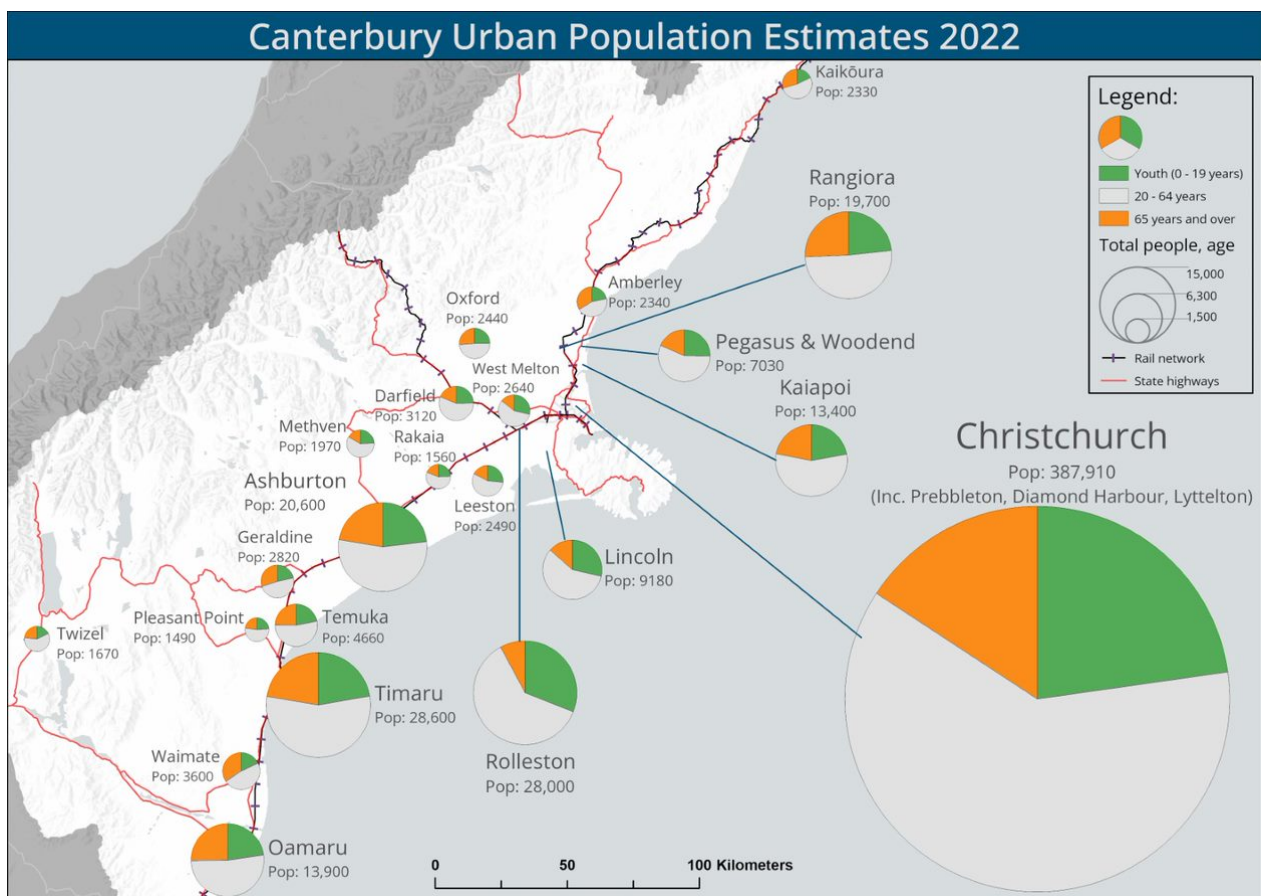 Canterbury Urban Population Estimates 2022
Kaikōura
Pop: 2330
Legend:
Youth (0 - 19 years)
20 - 64 years
65 years and over
Total people, age
15,000
6,300
1,500
Rail network
State highways
Rangiora
Pop: 19,700
Amberley
Pop: 2340
Oxford
Pop: 2440
Pegasus & Woodend
Pop: 7030
West Melton
Pop: 2640
Kaiapoi
Pop: 13,400
Darfield
Pop: 3120
Methven
Pop: 1970
Rakaia
Pop: 1560
Christchurch
Pop: 387,910
(Inc. Prebbleton, Diamond Harbour, Lyttelton)
Ashburton
Pop: 20,600
Leeston
Pop: 2490
Geraldine
Pop: 2820
Lincoln
Pop: 9180
Pleasant Point
Pop: 1490
Temuka
Pop: 4660
Twizel
Pop: 1670
Timaru
Pop: 28,600
Rolleston
Pop: 28,000
Waimate
Pop: 3600
Oamaru
Pop: 13,900
0 50 100 Kilometers